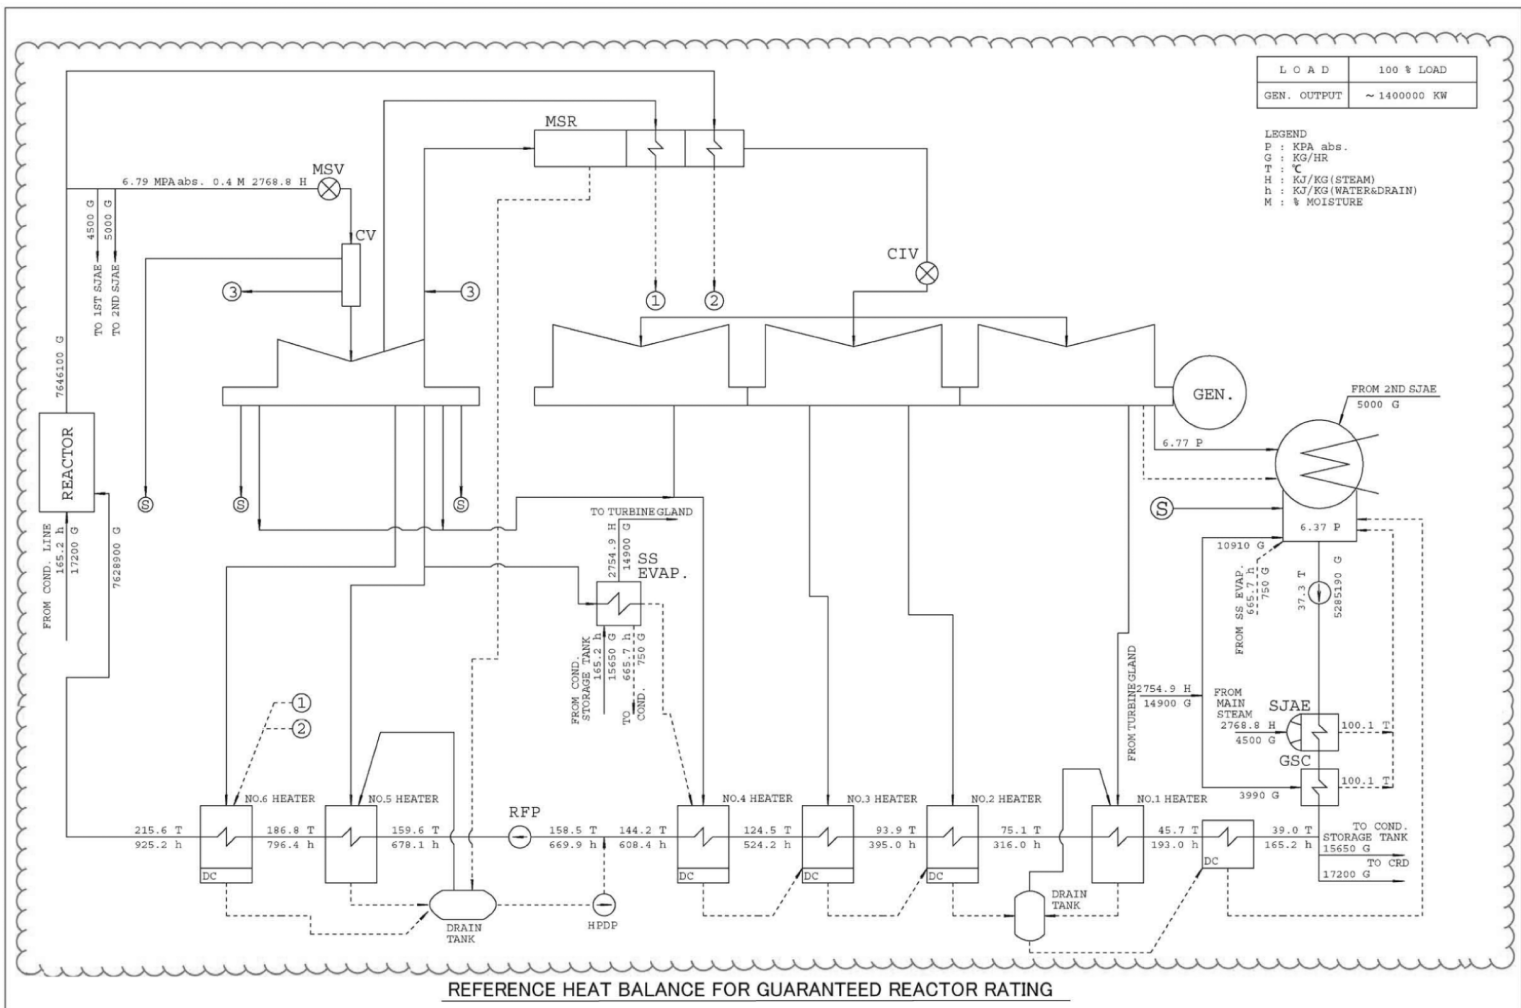 L O A D
100 % LOAD
GEN. OUTPUT
~ 1400000 KW
LEGEND
P : KPA abs.
G : KG/HR
T : ℃
H : KJ/KG(STEAM)
h : KJ/KG(WATER&DRAIN)
M : % MOISTURE
MSR
MSV
6.79 MPAabs. 0.4 M 2768.8 H
4500 G
5000 G
TO 1ST SJAE
TO 2ND SJAE
CV
CIV
3
3
1
2
7646100 G
REACTOR
GEN.
FROM 2ND SJAE
5000 G
6.77 P
S
S
S
S
6.37 P
FROM COND. LINE
165.2 h
17200 G
7628900 G
TO TURBINE GLAND
2754.9 H
14900 G
SS
EVAP.
FROM COND.
STORAGE TANK
165.2 h
15650 G
665.7 h
750 G
TO
COND.
10910 G
FROM SS EVAP.
665.7 h
750 G
37.3 T
5285190 G
FROM TURBINE GLAND
2754.9 H
14900 G
FROM
MAIN
STEAM
2768.8 H
4500 G
SJAE
100.1 T
GSC
100.1 T
3990 G
1
2
NO.6 HEATER
NO.5 HEATER
RFP
NO.4 HEATER
NO.3 HEATER
NO.2 HEATER
NO.1 HEATER
215.6 T
925.2 h
186.8 T
796.4 h
159.6 T
678.1 h
158.5 T
669.9 h
144.2 T
608.4 h
124.5 T
524.2 h
93.9 T
395.0 h
75.1 T
316.0 h
45.7 T
193.0 h
39.0 T
165.2 h
TO COND.
STORAGE TANK
15650 G
TO CRD
17200 G
DC
DC
DC
DC
DC
DRAIN
TANK
HPDP
DRAIN
TANK
REFERENCE HEAT BALANCE FOR GUARANTEED REACTOR RATING